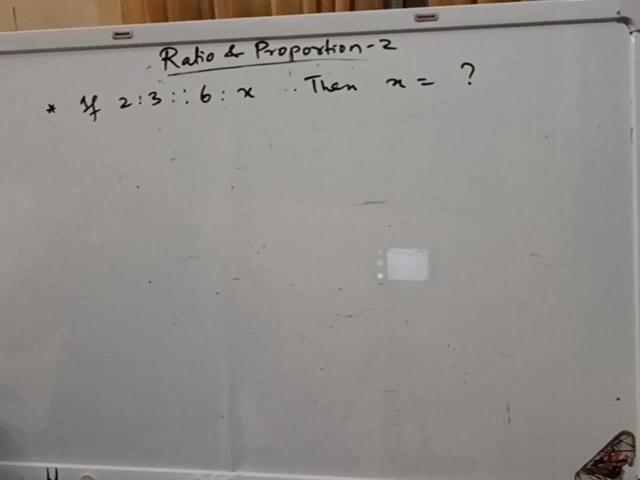 Ratio & Proportion-2
* If 2:3 :: 6:x Then x = ?